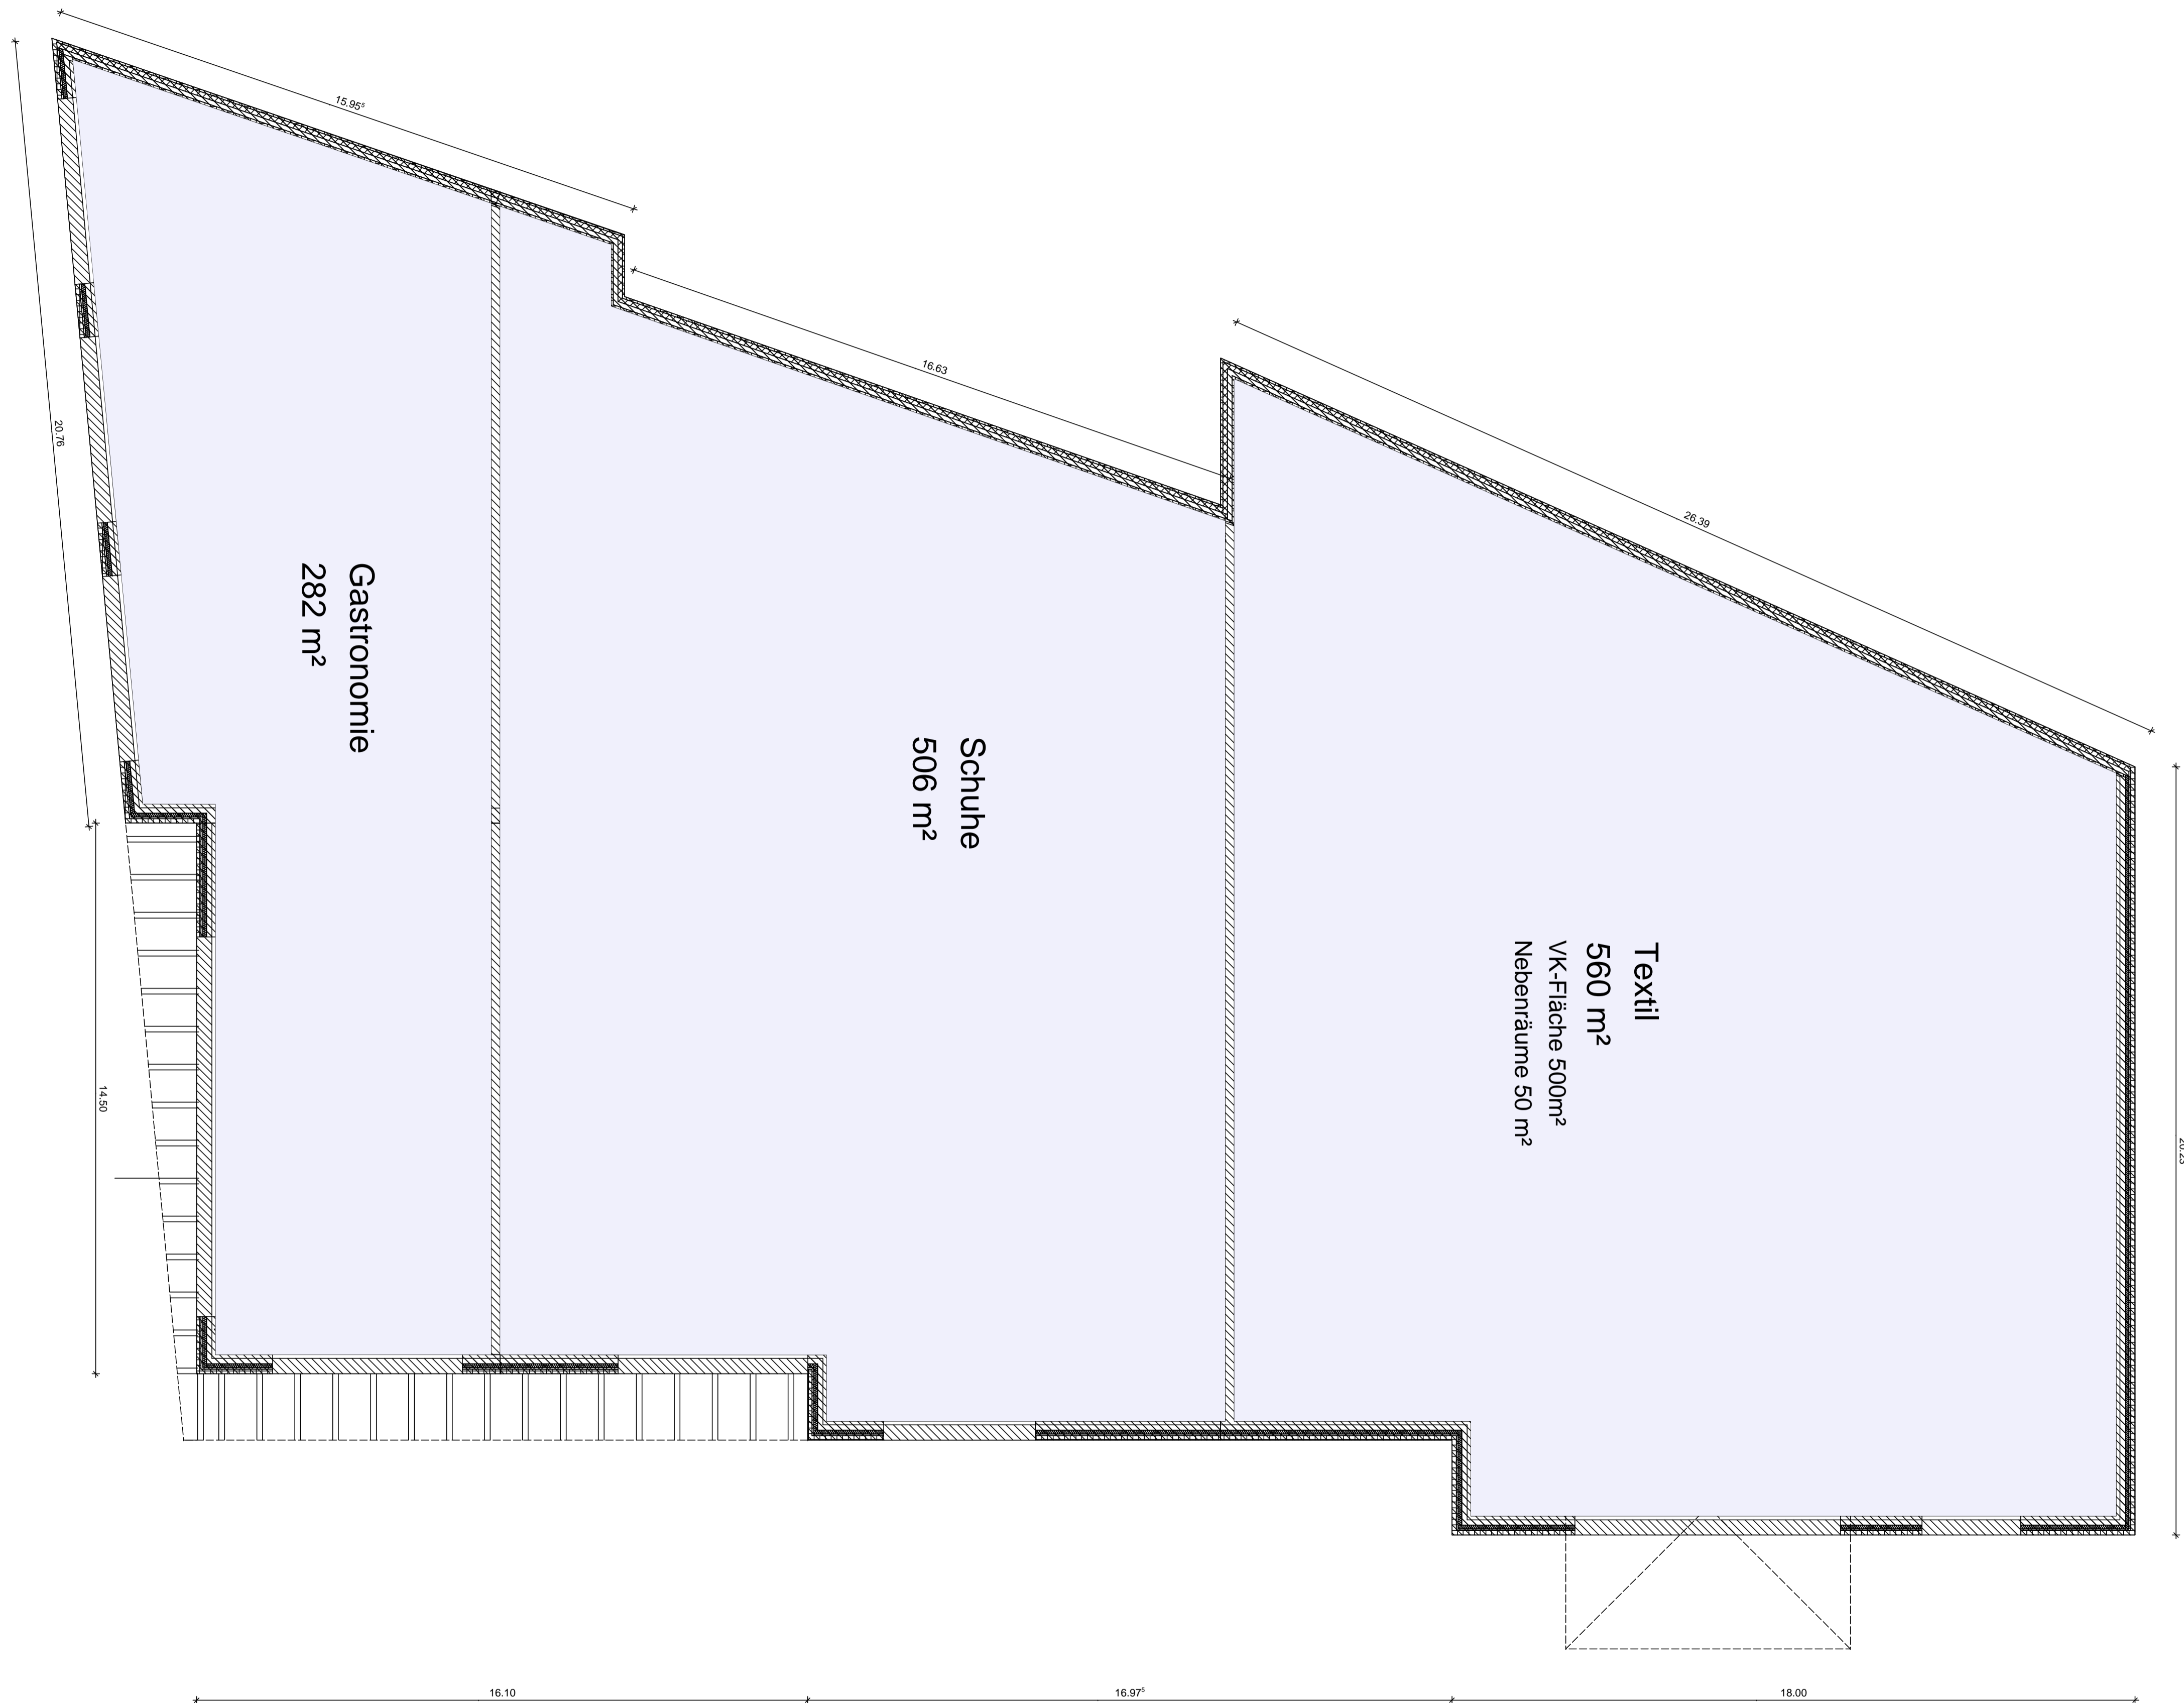 15.95⁵
16.63
26.39
20.76
Gastronomie
282 m²
Schuhe
506 m²
Textil
560 m²
VK-Fläche 500m²
Nebenräume 50 m²
14.50
16.10
16.97⁵
18.00